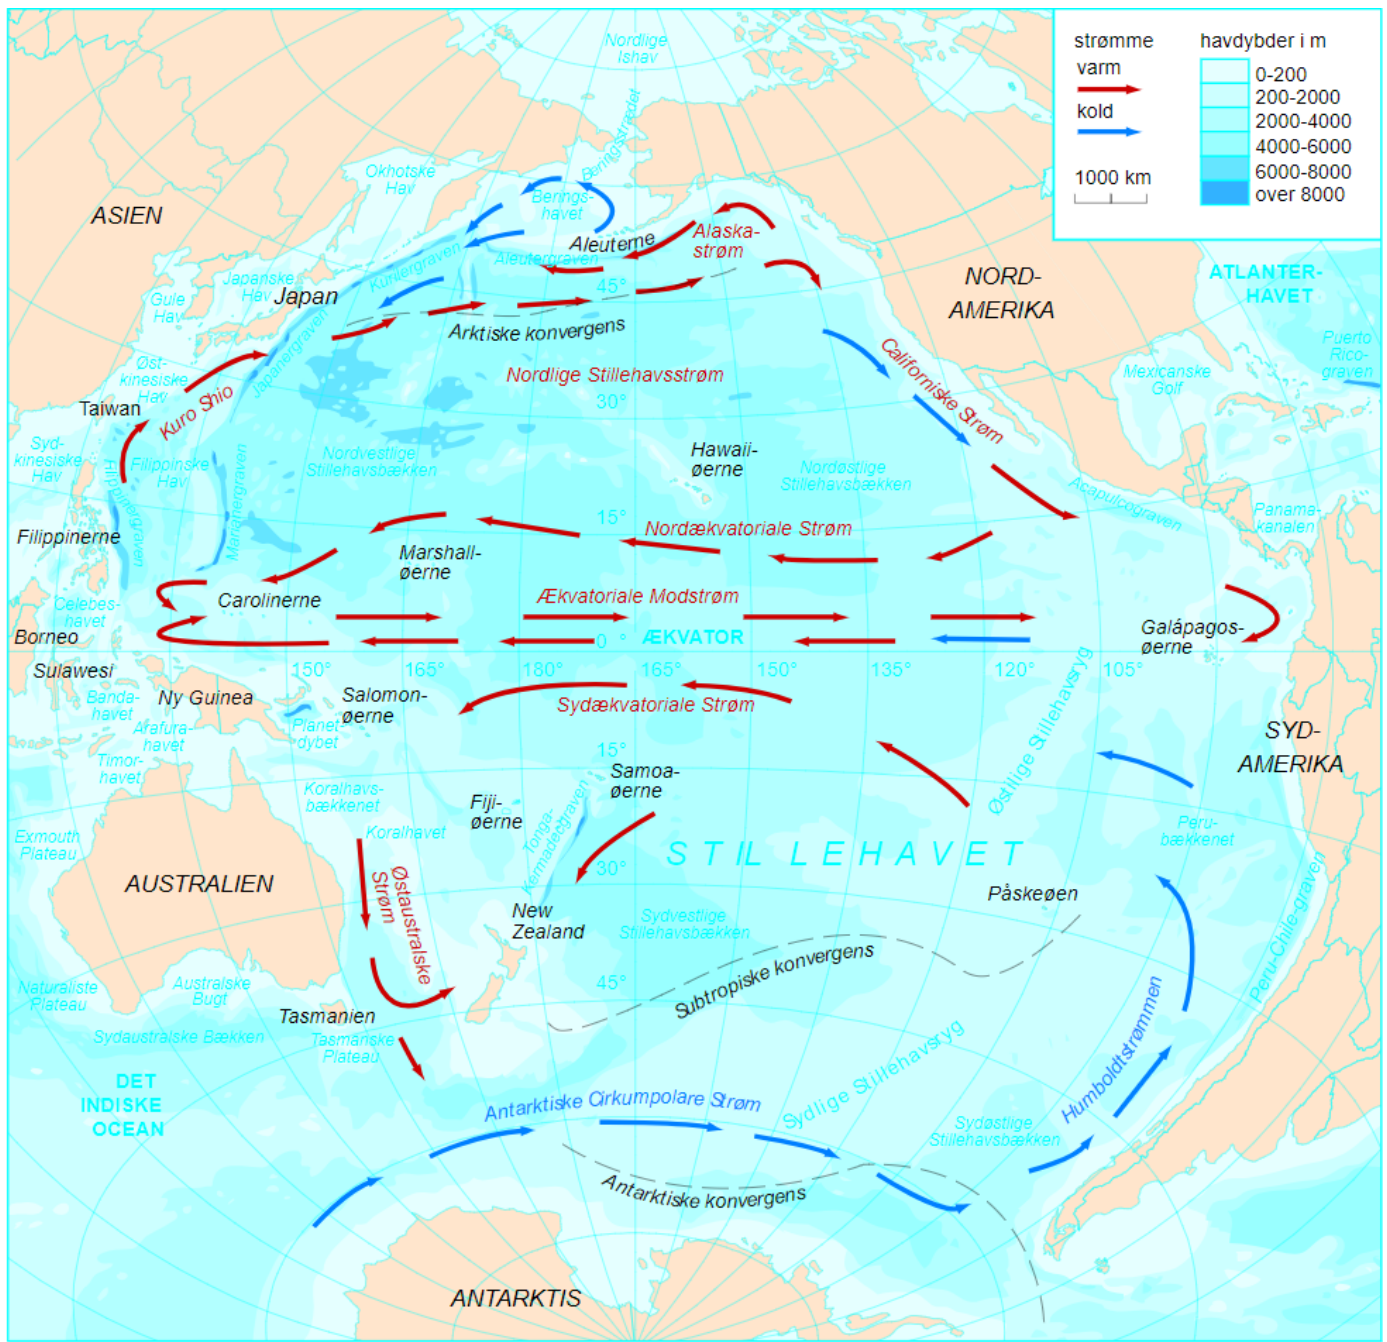 strømme
varm
kold
1000 km
havdybder i m
0-200
200-2000
2000-4000
4000-6000
6000-8000
over 8000
Nordlige
Ishav
Beringsstrædet
Okhotske
Hav
Berings-
havet
ASIEN
Aleuterne
Aleutergraven
Alaska-
strøm
Kurilergraven
Japanske
Hav
Japan
Gule
Hav
45°
NORD-
AMERIKA
ATLANTER-
HAVET
Arktiske konvergens
Japanergraven
Puerto
Rico-
graven
Øst-
kinesiske
Hav
Nordlige Stillehavsstrøm
Californiske Strøm
Mexicanske
Golf
Taiwan
Kuro Shio
30°
Syd-
kinesiske
Hav
Filippinergraven
Filippinske
Hav
Marianergraven
Nordvestlige
Stillehavsbækken
Hawaii-
øerne
Nordøstlige
Stillehavsbækken
Acapulcograven
Panama-
kanalen
15°
Nordækvatoriale Strøm
Filippinerne
Marshall-
øerne
Carolinerne
Ækvatoriale Modstrøm
Celebes-
havet
Borneo
0°
ÆKVATOR
Galápagos-
øerne
Sulawesi
150°
165°
180°
165°
150°
135°
120°
105°
Banda-
havet
Ny Guinea
Salomon-
øerne
Sydækvatoriale Strøm
Østlige Stillehavsryg
Arafura-
havet
Planet-
dybet
SYD-
AMERIKA
Timor-
havet
15°
Samoa-
øerne
Koralhavs-
bækkenet
Fiji-
øerne
Tonga-
Kermadecgraven
Koralhavet
Peru-
bækkenet
Exmouth
Plateau
STILLEHAVET
30°
AUSTRALIEN
Østaustralske
Strøm
Påskeøen
New
Zealand
Sydvestlige
Stillehavsbækken
Peru-Chile-graven
Subtropiske konvergens
Naturaliste
Plateau
Australske
Bugt
45°
Tasmanien
Sydaustralske Bækken
Tasmanske
Plateau
Humboldtstrømmen
Sydlige Stillehavsryg
DET
INDISKE
OCEAN
Antarktiske Cirkumpolare Strøm
Sydøstlige
Stillehavsbækken
Antarktiske konvergens
ANTARKTIS